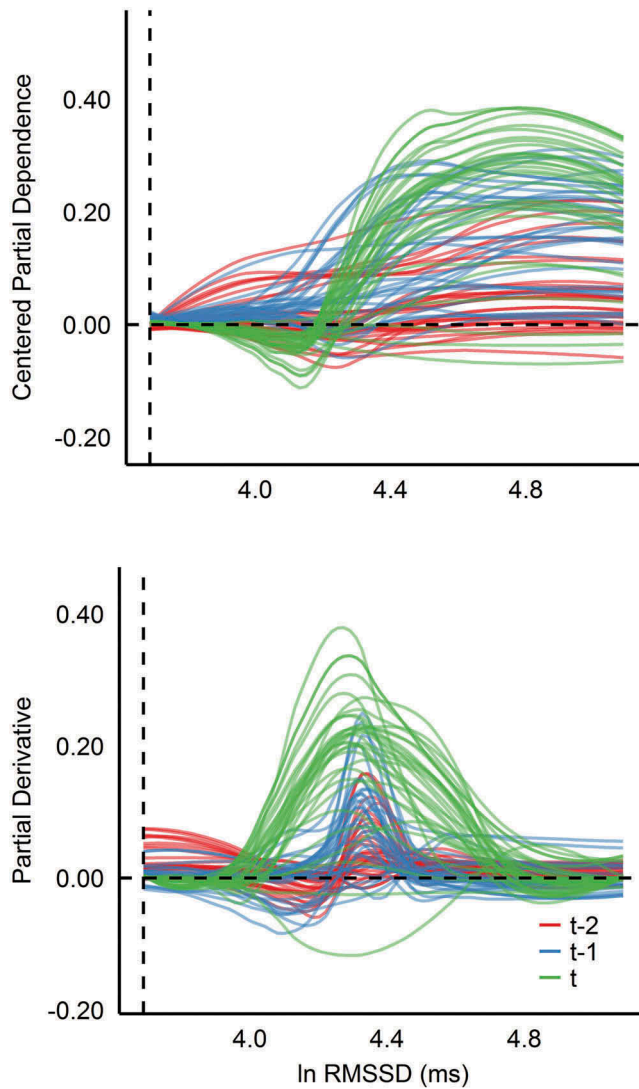 Centered Partial Dependence
0.40
0.20
0.00
-0.20
4.0 4.4 4.8
Partial Derivative
0.40
0.20
0.00
-0.20
t-2
t-1
t
4.0 4.4 4.8
ln RMSSD (ms)